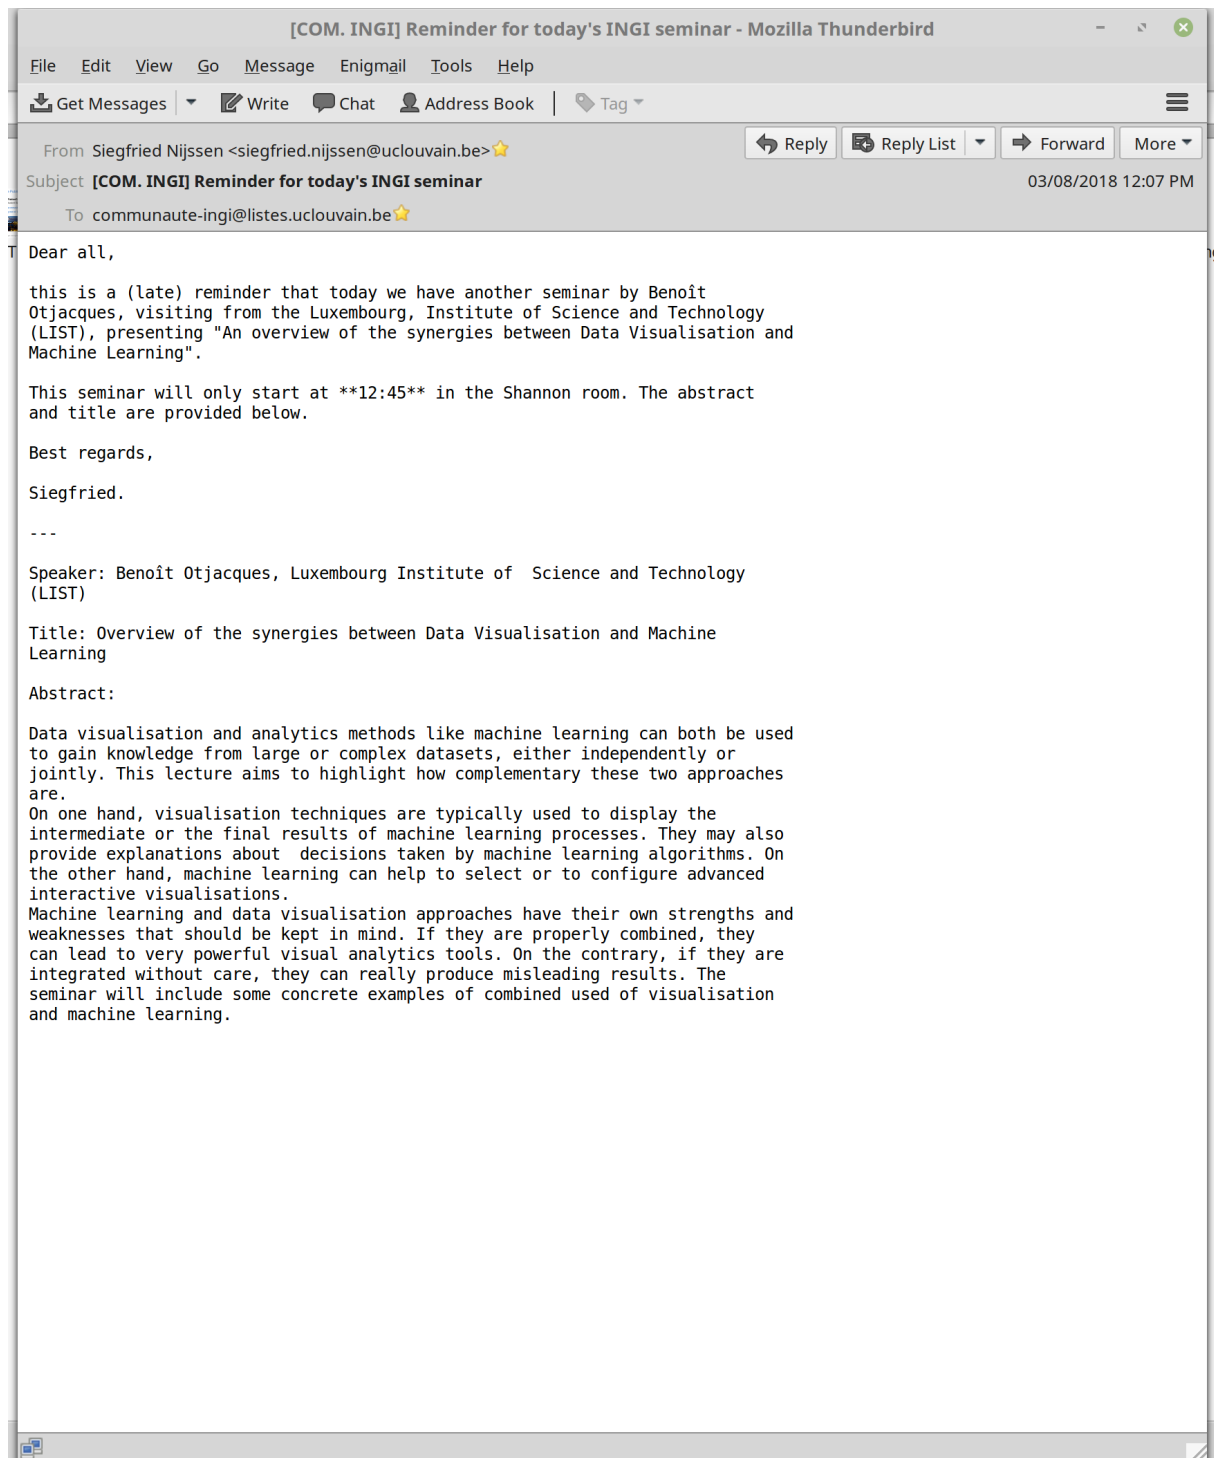 [COM. INGI] Reminder for today's INGI seminar - Mozilla Thunderbird
File Edit View Go Message Enigmail Tools Help
Get Messages Write Chat Address Book Tag
From Siegfried Nijssen <siegfried.nijssen@uclouvain.be>
Reply Reply List Forward More
Subject [COM. INGI] Reminder for today's INGI seminar
03/08/2018 12:07 PM
To communaute-ingi@listes.uclouvain.be
Dear all,
this is a (late) reminder that today we have another seminar by Benoît
Otjacques, visiting from the Luxembourg, Institute of Science and Technology
(LIST), presenting "An overview of the synergies between Data Visualisation and
Machine Learning".
This seminar will only start at **12:45** in the Shannon room. The abstract
and title are provided below.
Best regards,
Siegfried.
---
Speaker: Benoît Otjacques, Luxembourg Institute of  Science and Technology
(LIST)
Title: Overview of the synergies between Data Visualisation and Machine
Learning
Abstract:
Data visualisation and analytics methods like machine learning can both be used
to gain knowledge from large or complex datasets, either independently or
jointly. This lecture aims to highlight how complementary these two approaches
are.
On one hand, visualisation techniques are typically used to display the
intermediate or the final results of machine learning processes. They may also
provide explanations about  decisions taken by machine learning algorithms. On
the other hand, machine learning can help to select or to configure advanced
interactive visualisations.
Machine learning and data visualisation approaches have their own strengths and
weaknesses that should be kept in mind. If they are properly combined, they
can lead to very powerful visual analytics tools. On the contrary, if they are
integrated without care, they can really produce misleading results. The
seminar will include some concrete examples of combined used of visualisation
and machine learning.